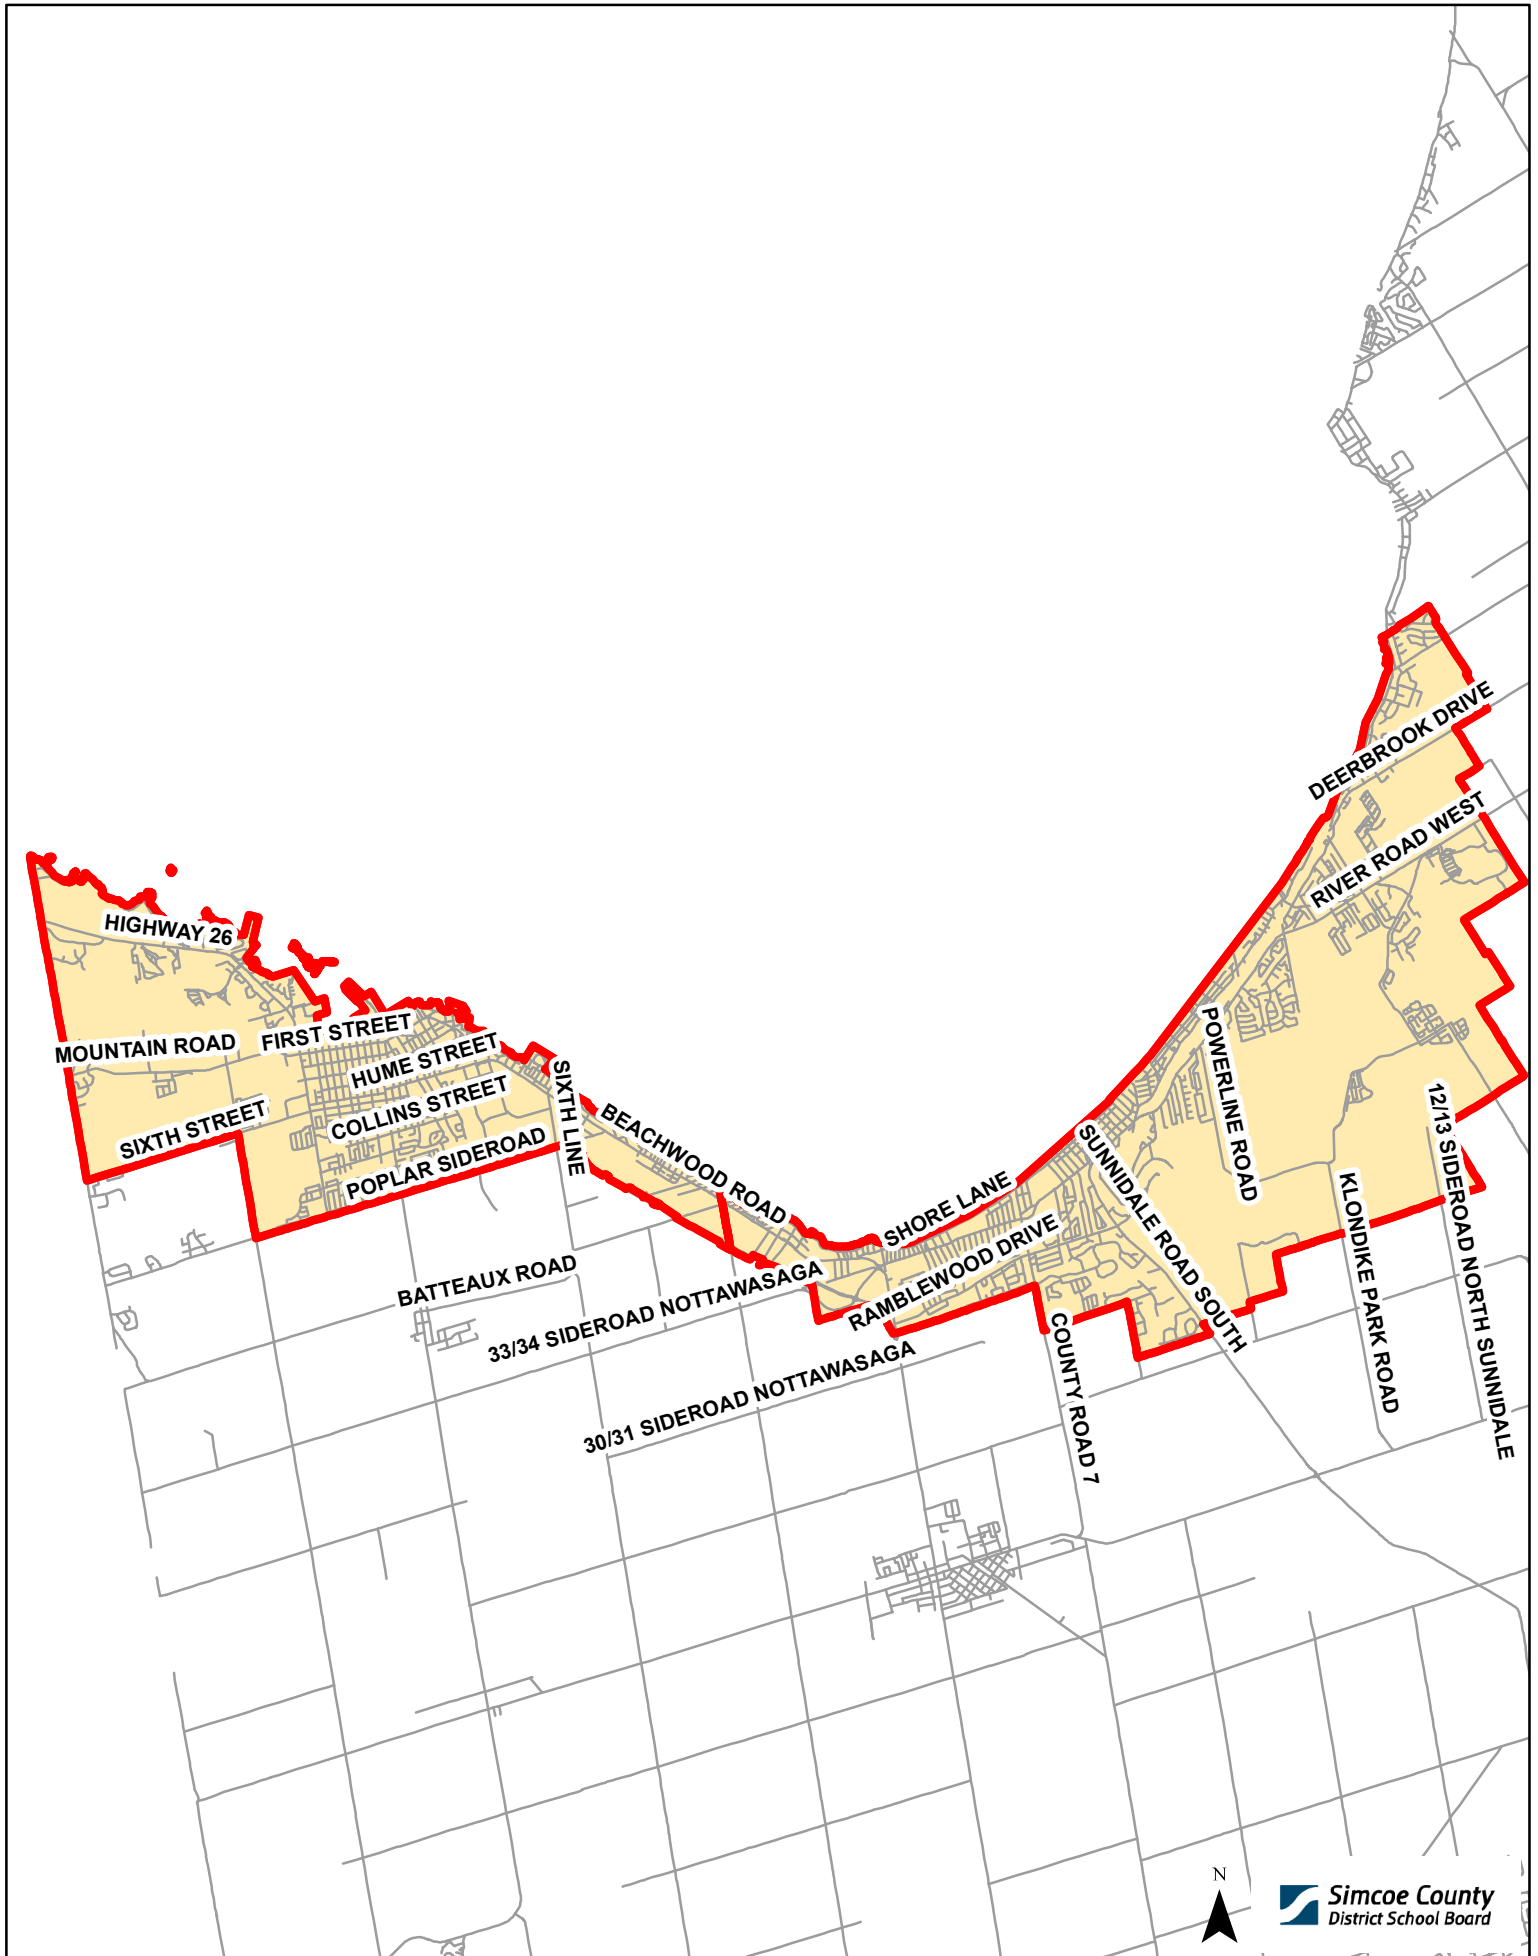 DEERBROOK DRIVE
RIVER ROAD WEST
HIGHWAY 26
MOUNTAIN ROAD
FIRST STREET
HUME STREET
COLLINS STREET
SIXTH STREET
POPLAR SIDEROAD
SIXTH LINE
BEACHWOOD ROAD
POWERLINE ROAD
12/13 SIDEROAD NORTH SUNNIDALE
SUNNIDALE ROAD SOUTH
KLONDIKE PARK ROAD
SHORE LANE
RAMBLEWOOD DRIVE
BATTEAUX ROAD
33/34 SIDEROAD NOTTAWASAGA
30/31 SIDEROAD NOTTAWASAGA
COUNTY ROAD 7
N
Simcoe County
District School Board